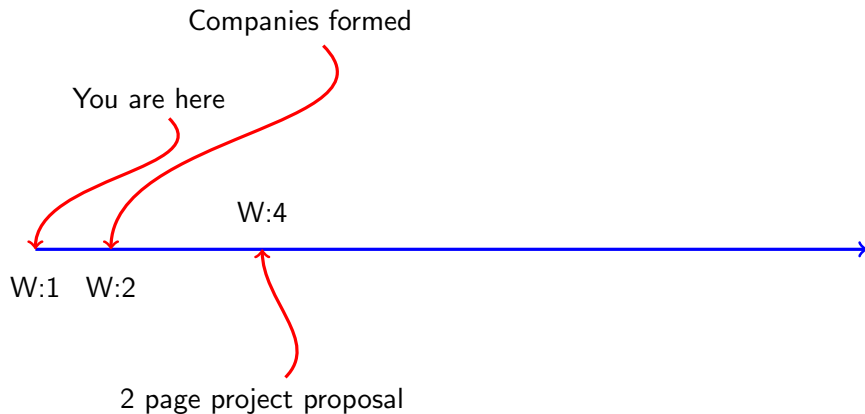 Companies formed
You are here
W:4
W:1
W:2
2 page project proposal